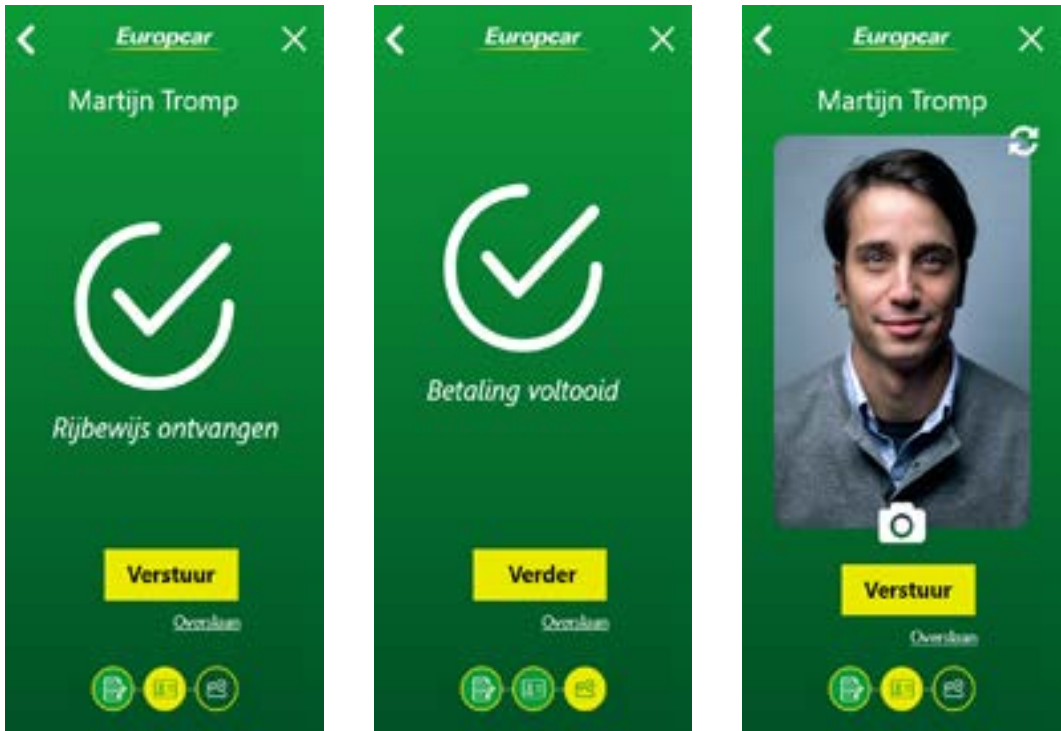 Europcar
Martijn Tromp
Rijbewijs ontvangen
Verstuur
Overslaan
Europcar
Betaling voltooid
Verder
Overslaan
Europcar
Martijn Tromp
Verstuur
Overslaan